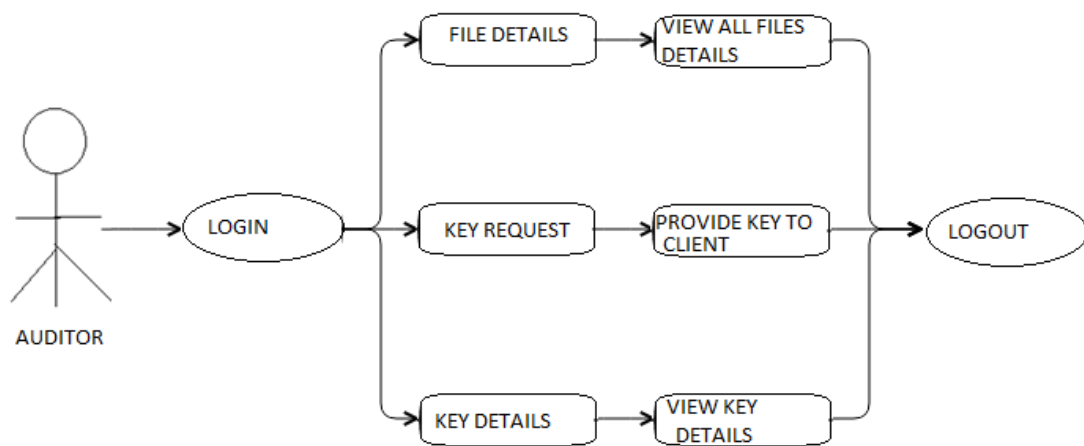 FILE DETAILS
VIEW ALL FILES
DETAILS
LOGIN
KEY REQUEST
PROVIDE KEY TO
CLIENT
LOGOUT
AUDITOR
KEY DETAILS
VIEW KEY
DETAILS